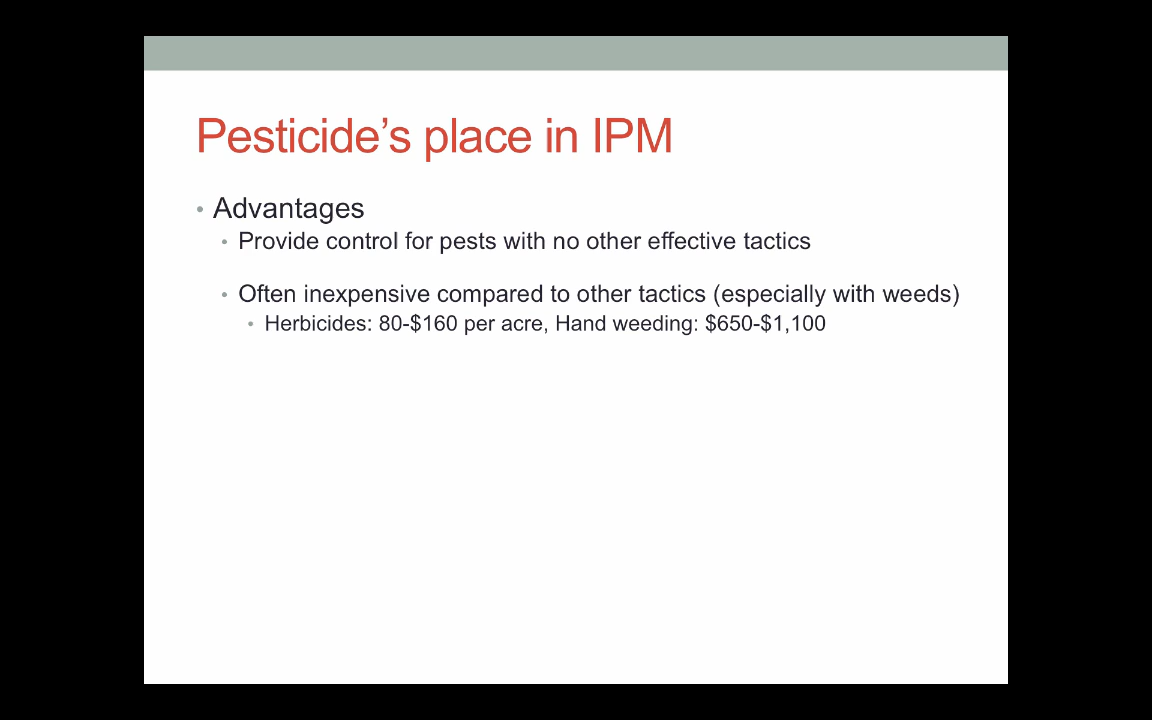 Pesticide’s place in IPM
• Advantages
• Provide control for pests with no other effective tactics
• Often inexpensive compared to other tactics (especially with weeds)
• Herbicides: 80-$160 per acre, Hand weeding: $650-$1,100